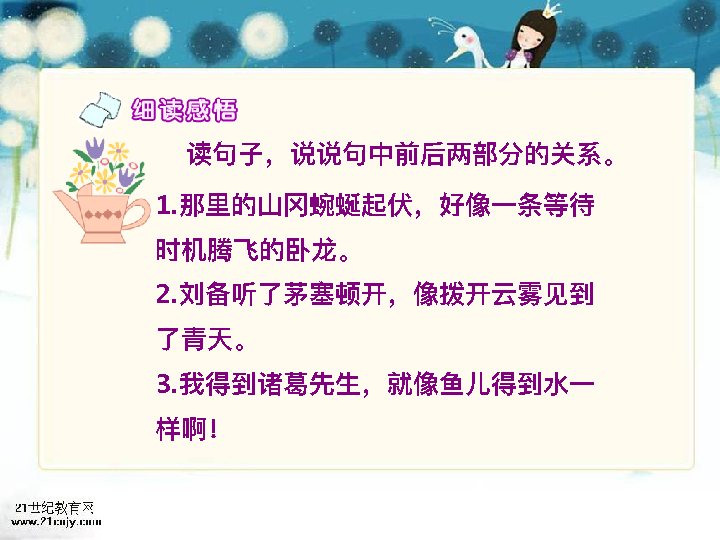 细读感悟
读句子，说说句中前后两部分的关系。
1.那里的山冈蜿蜒起伏，好像一条等待
时机腾飞的卧龙。
2.刘备听了茅塞顿开，像拨开云雾见到
了青天。
3.我得到诸葛先生，就像鱼儿得到水一
样啊!
21世纪教育网
www.21cnjy.com